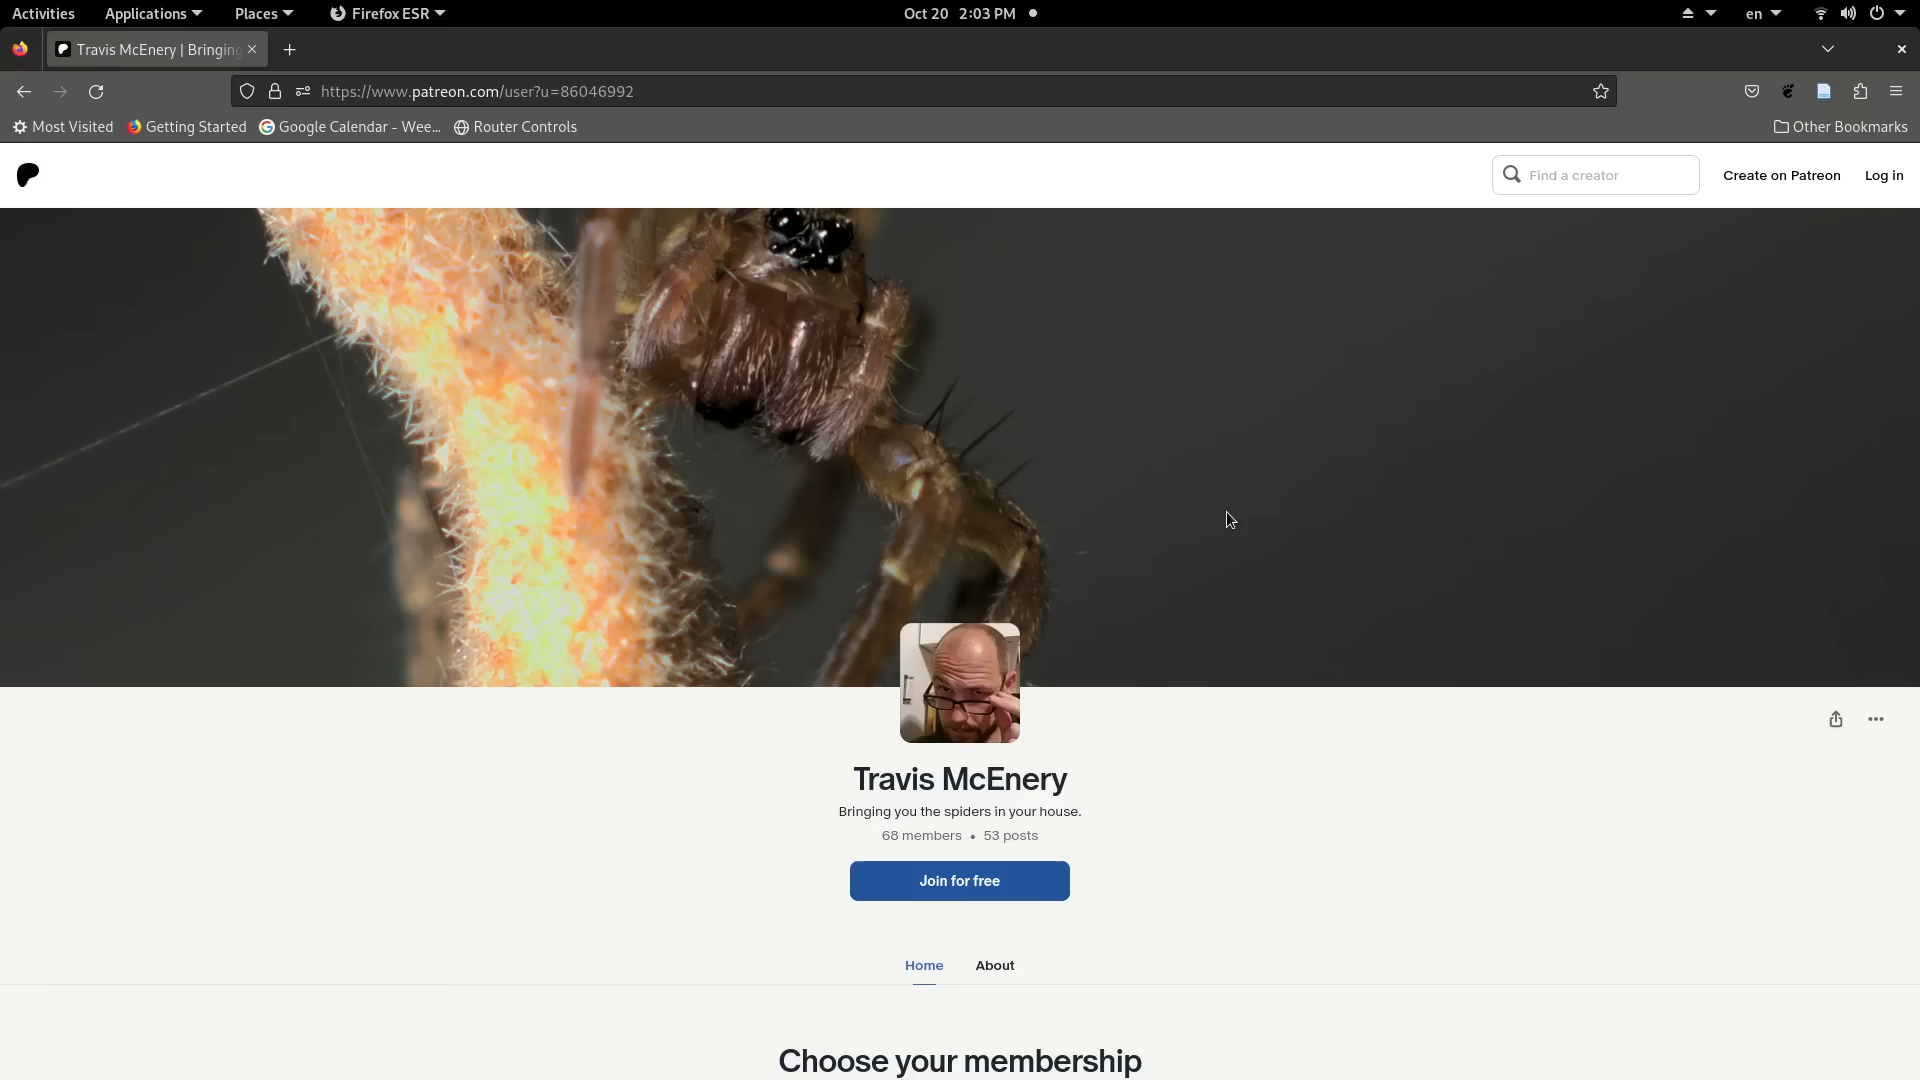 Activities Applications Places Firefox ESR Oct 20 2:03 PM en
Travis McEnery | Bringing
https://www.patreon.com/user?u=86046992
Most Visited Getting Started Google Calendar - Wee... Router Controls Other Bookmarks
Find a creator Create on Patreon Log in
Travis McEnery
Bringing you the spiders in your house.
68 members • 53 posts
Join for free
Home About
Choose your membership